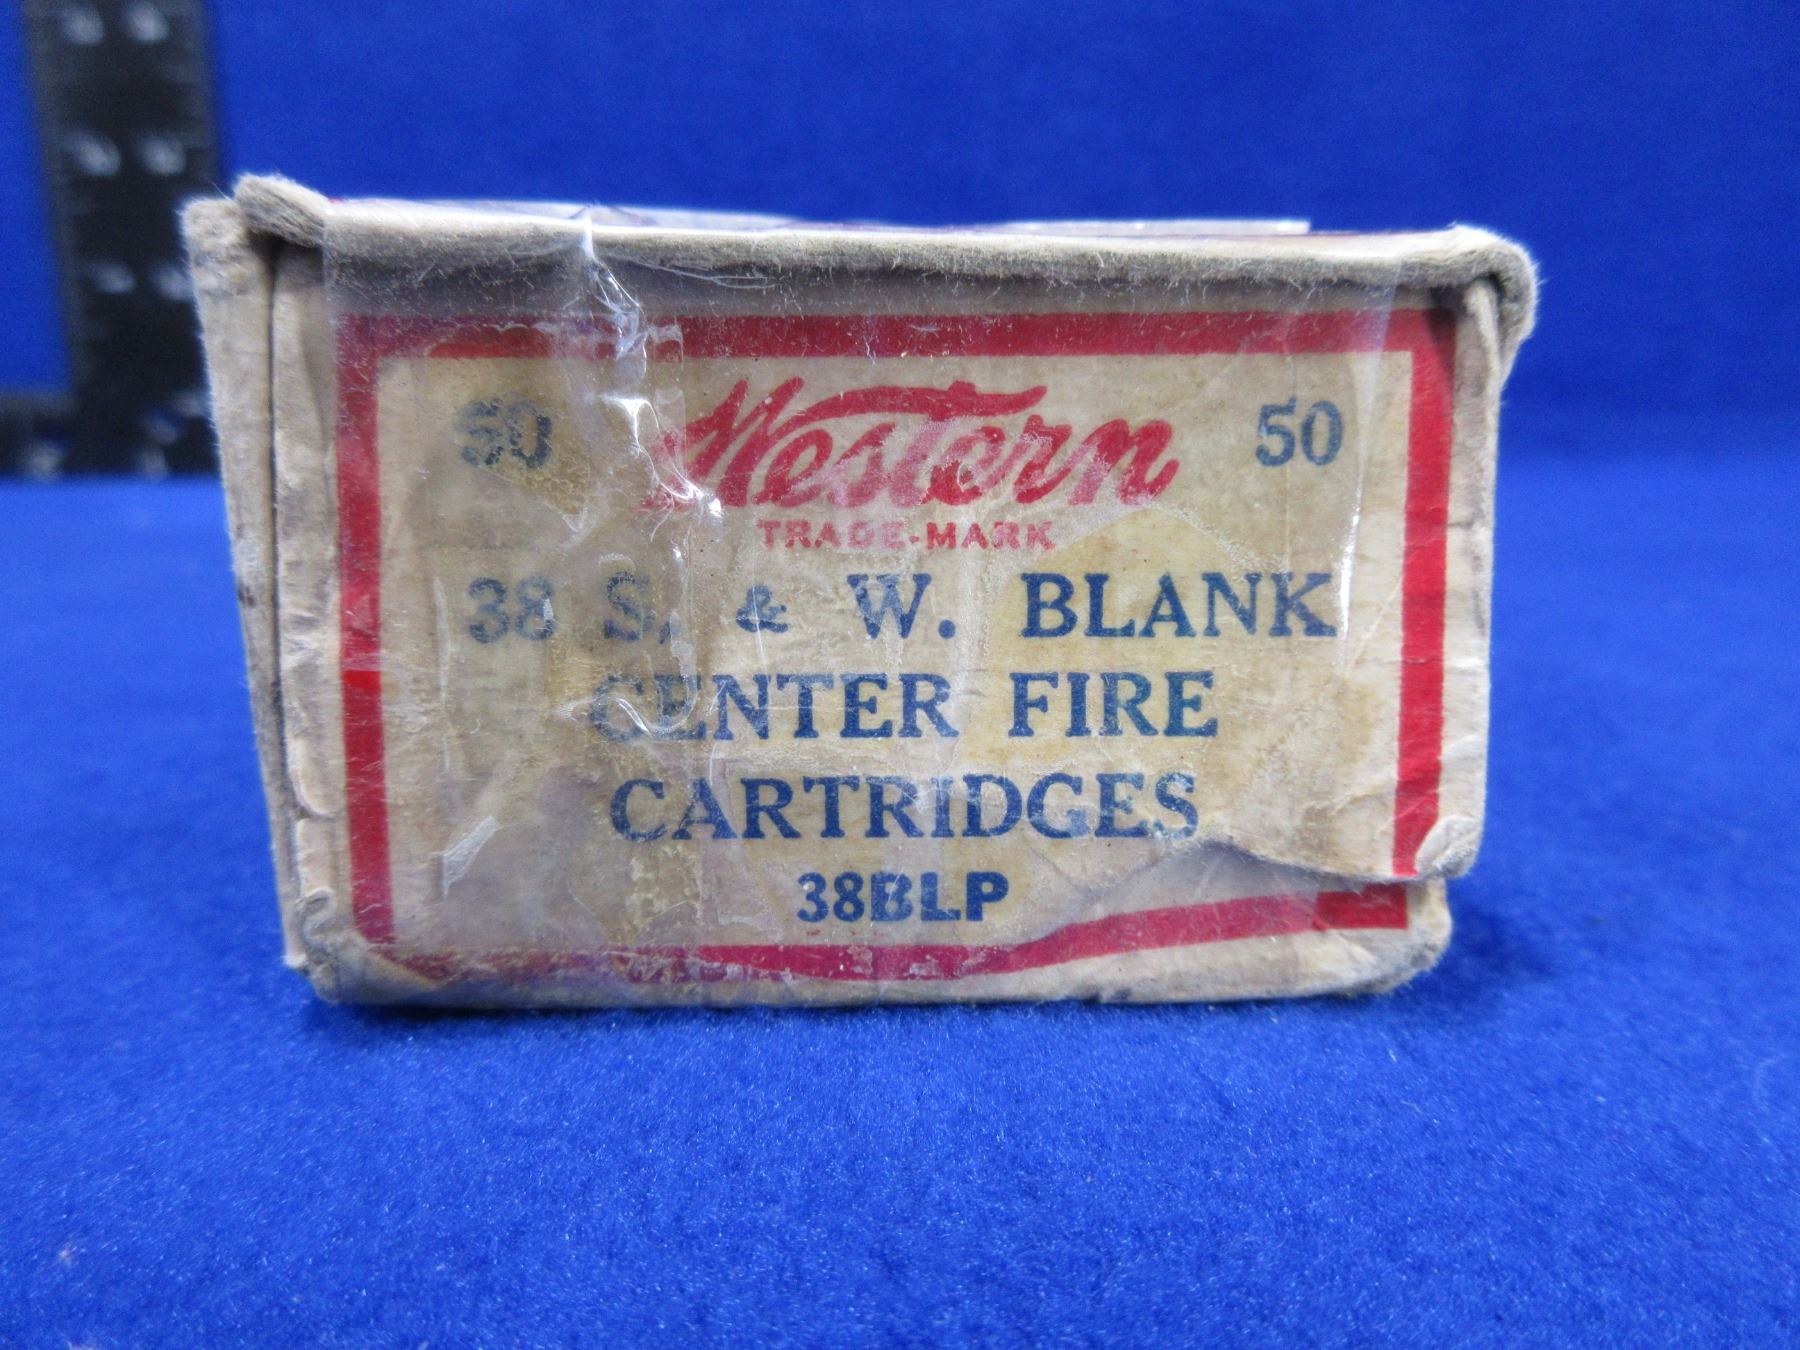 50 Western 50
TRADE-MARK
38 S. & W. BLANK
CENTER FIRE
CARTRIDGES
38BLP